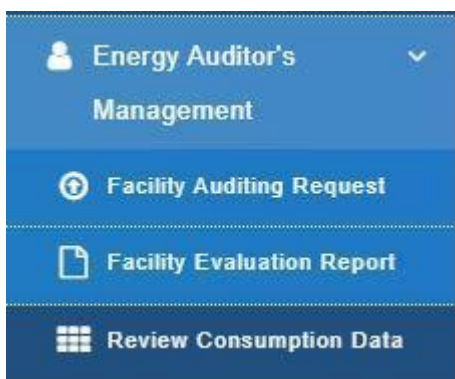 Energy Auditor's
Management
Facility Auditing Request
Facility Evaluation Report
Review Consumption Data